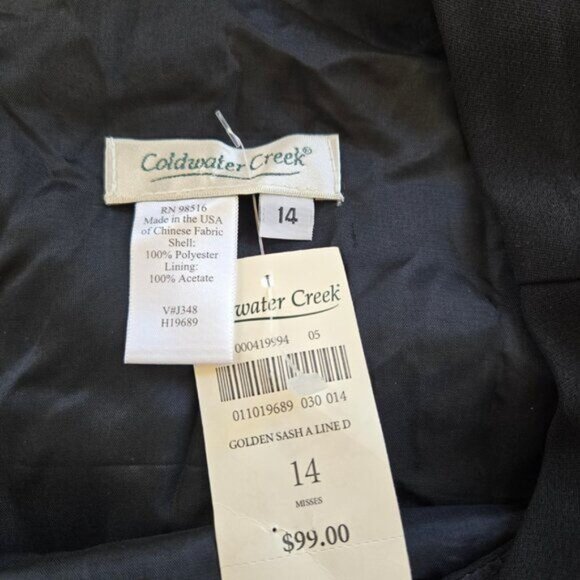 Coldwater Creek®
14
RN 98516
Made in the USA
of Chinese Fabric
Shell:
100% Polyester
Lining:
100% Acetate
V#J348
H19689
water Creek
000419994 05
011019689 030 014
GOLDEN SASH A LINE D
14
MISSES
$99.00